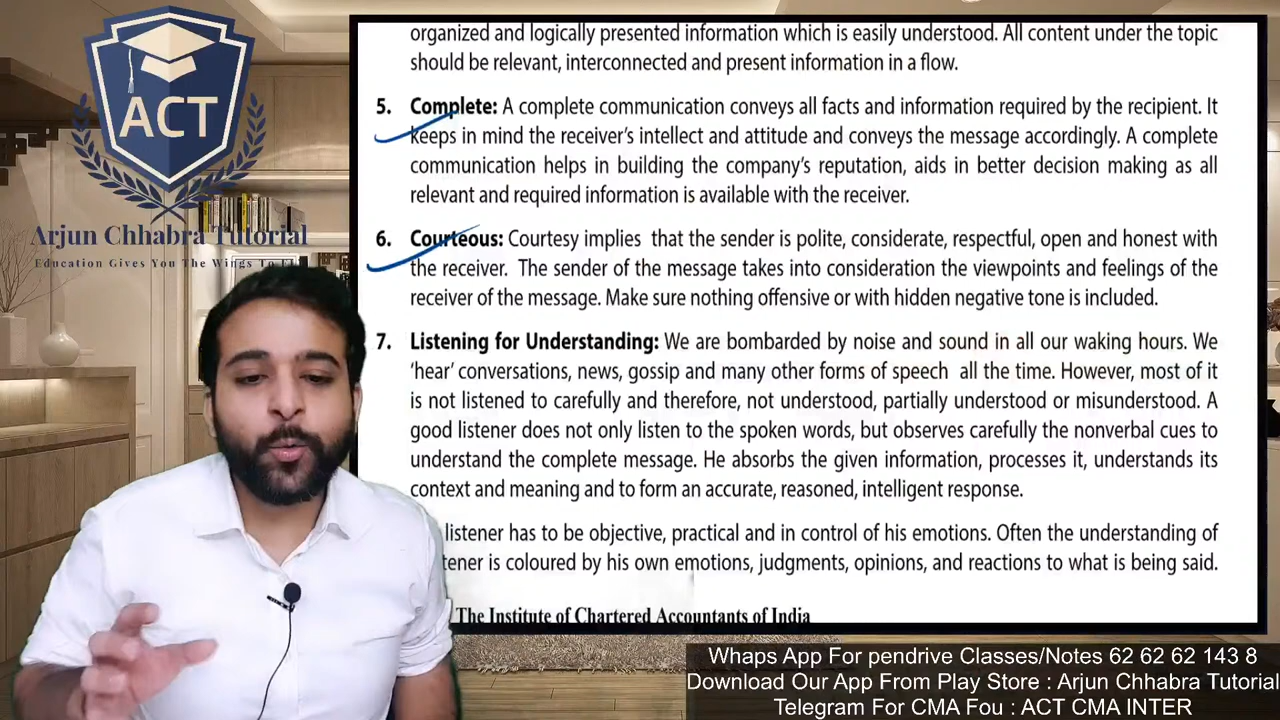 ACT
Arjun Chhabra Tutorial
Education Gives You The Wings To
organized and logically presented information which is easily understood. All content under the topic
should be relevant, interconnected and present information in a flow.
5. Complete: A complete communication conveys all facts and information required by the recipient. It
keeps in mind the receiver's intellect and attitude and conveys the message accordingly. A complete
communication helps in building the company's reputation, aids in better decision making as all
relevant and required information is available with the receiver.
6. Courteous: Courtesy implies that the sender is polite, considerate, respectful, open and honest with
the receiver. The sender of the message takes into consideration the viewpoints and feelings of the
receiver of the message. Make sure nothing offensive or with hidden negative tone is included.
7. Listening for Understanding: We are bombarded by noise and sound in all our waking hours. We
'hear' conversations, news, gossip and many other forms of speech all the time. However, most of it
is not listened to carefully and therefore, not understood, partially understood or misunderstood. A
good listener does not only listen to the spoken words, but observes carefully the nonverbal cues to
understand the complete message. He absorbs the given information, processes it, understands its
context and meaning and to form an accurate, reasoned, intelligent response.
listener has to be objective, practical and in control of his emotions. Often the understanding of
is coloured by his own emotions, judgments, opinions, and reactions to what is being said.
The Institute of Chartered Accountants of India
Whaps App For pendrive Classes/Notes 62 62 62 143 8
Download Our App From Play Store : Arjun Chhabra Tutorial
Telegram For CMA Fou : ACT CMA INTER